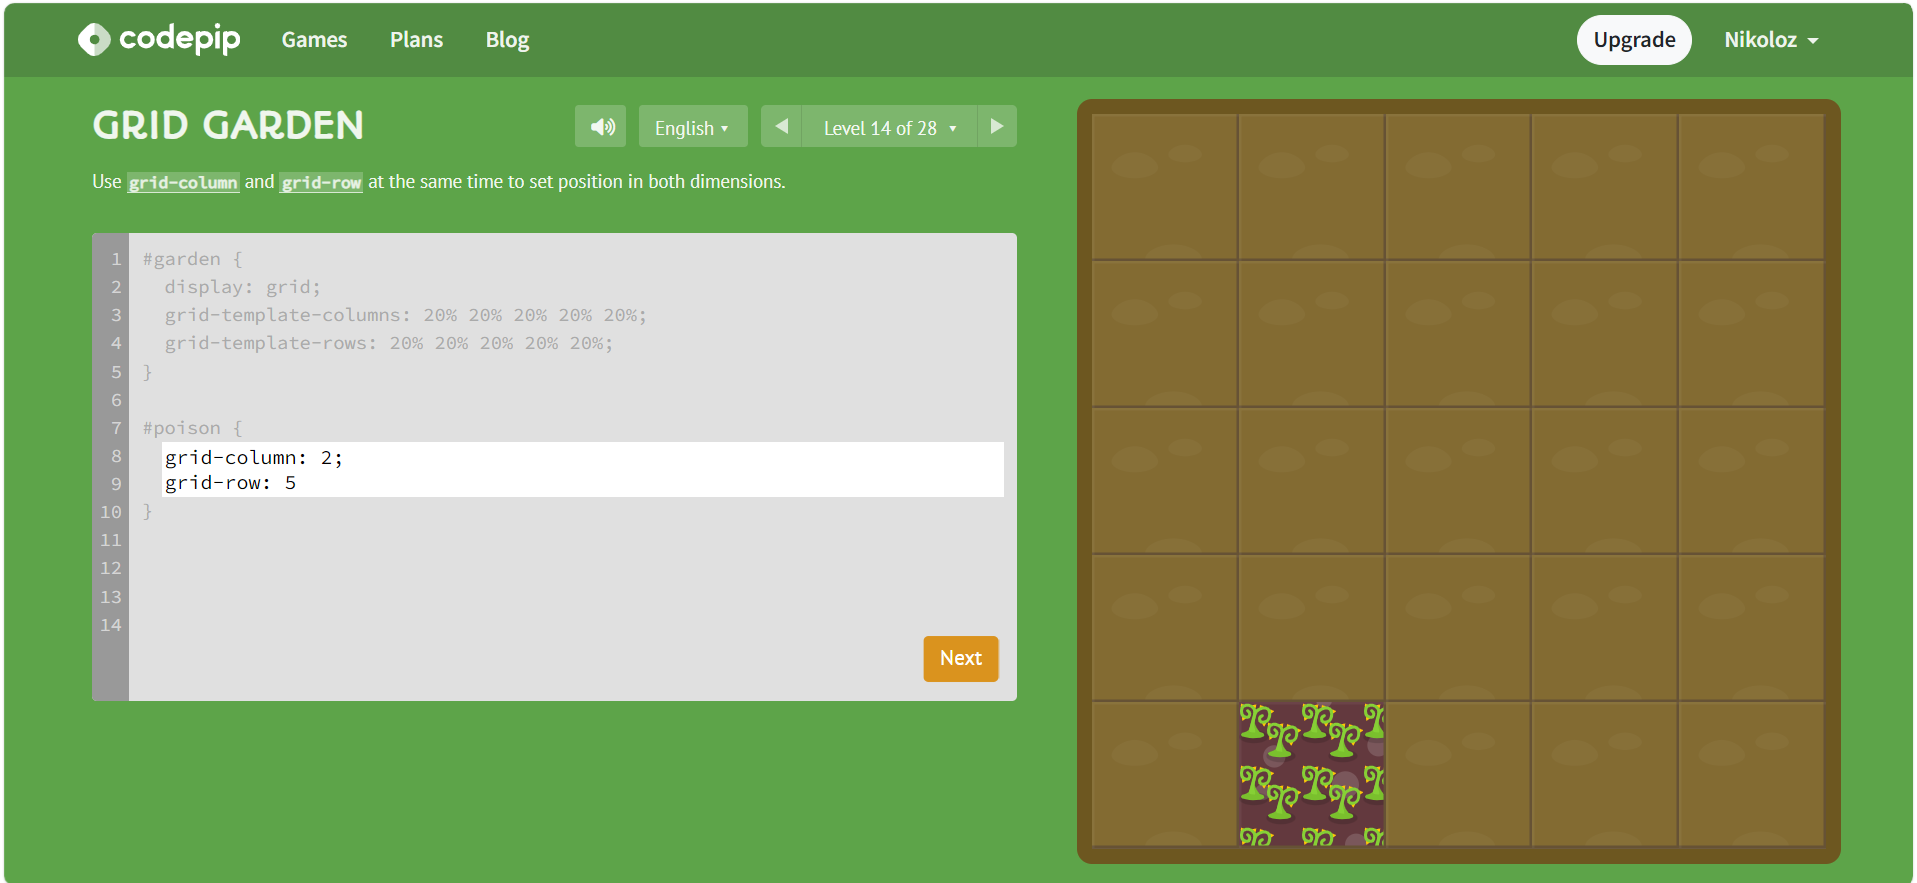 codepip Games Plans Blog Upgrade Nikoloz
GRID GARDEN English Level 14 of 28
Use grid-column and grid-row at the same time to set position in both dimensions.
1 #garden {
2 display: grid;
3 grid-template-columns: 20% 20% 20% 20% 20%;
4 grid-template-rows: 20% 20% 20% 20% 20%;
5 }
6
7 #poison {
8 grid-column: 2;
9 grid-row: 5
10 }
11
12
13
14
Next